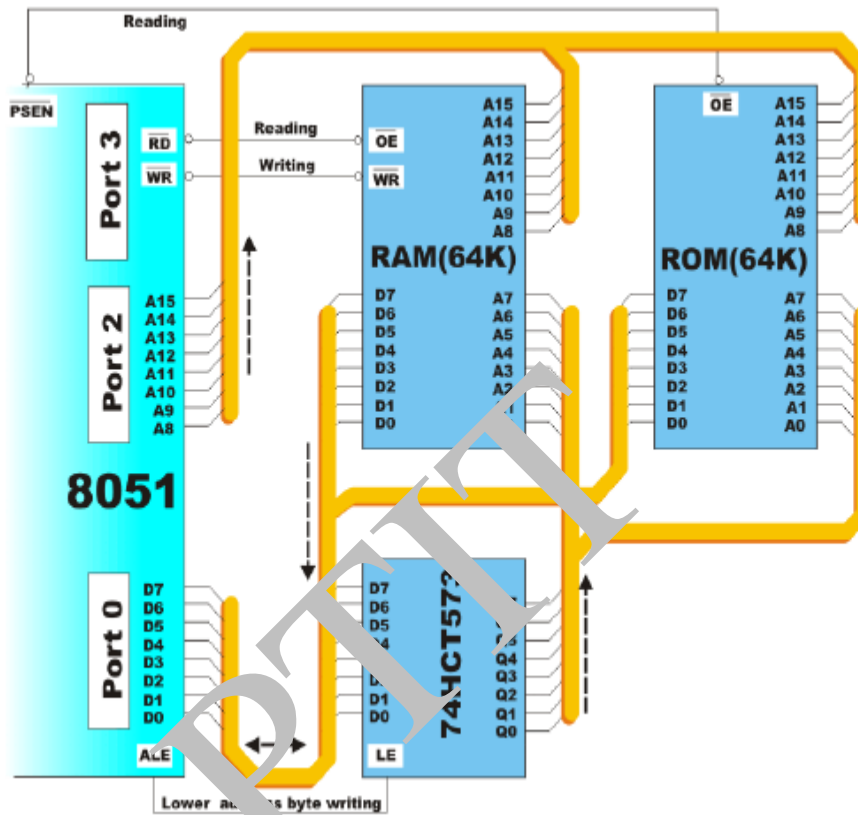 Reading
PSEN
Port 3
RD
WR
Reading
Writing
OE
WR
A15
A14
A13
A12
A11
A10
A9
A8
RAM(64K)
D7
D6
D5
D4
D3
D2
D1
D0
A7
A6
A5
A4
A3
A2
OE
A15
A14
A13
A12
A11
A10
A9
A8
ROM(64K)
D7
D6
D5
D4
D3
D2
D1
D0
A7
A6
A5
A4
A3
A2
A1
A0
Port 2
A15
A14
A13
A12
A11
A10
A9
A8
8051
Port 0
D7
D6
D5
D4
D3
D2
D1
D0
ALE
D7
D6
D5
D2
D1
D0
LE
74HCT573
Q4
Q3
Q2
Q1
Q0
Lower byte writing
PTIT